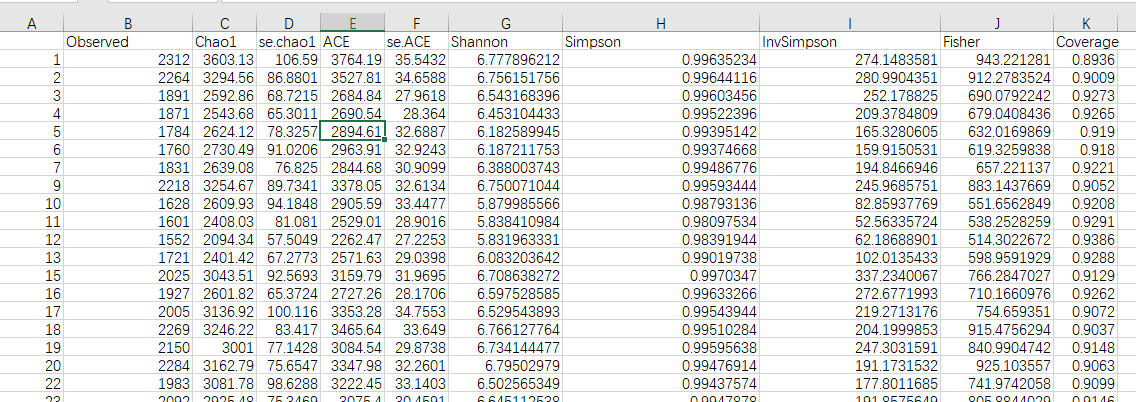 A B C D E F G H I J K
Observed Chao1 se.chao1 ACE se.ACE Shannon Simpson InvSimpson Fisher Coverage
1 2312 3603.13 106.59 3764.19 35.5432 6.777896212 0.99635234 274.1483581 943.221281 0.8936
2 2264 3294.56 86.8801 3527.81 34.6588 6.756151756 0.99644116 280.9904351 912.2783524 0.9009
3 1891 2592.86 68.7215 2684.84 27.9618 6.543168396 0.99603456 252.178825 690.0792242 0.9273
4 1871 2543.68 65.3011 2690.54 28.364 6.453104433 0.99522396 209.3784809 679.0408436 0.9265
5 1784 2624.12 78.3257 2894.61 32.6887 6.182589945 0.99395142 165.3280605 632.0169869 0.919
6 1760 2730.49 91.0206 2963.91 32.9243 6.187211753 0.99374668 159.9150531 619.3259838 0.918
7 1831 2639.08 76.825 2844.68 30.9099 6.388003743 0.99486776 194.8466946 657.221137 0.9221
9 2218 3254.67 89.7341 3378.05 32.6134 6.750071044 0.99593444 245.9685751 883.1437669 0.9052
10 1628 2609.93 94.1848 2905.59 33.4477 5.879985566 0.98793136 82.85937769 551.6562849 0.9208
11 1601 2408.03 81.081 2529.01 28.9016 5.838410984 0.98097534 52.56335724 538.2528259 0.9291
12 1552 2094.34 57.5049 2262.47 27.2253 5.831963331 0.98391944 62.18688901 514.3022672 0.9386
13 1721 2401.42 67.2773 2571.63 29.0398 6.083203642 0.99019738 102.0135433 598.9591929 0.9288
15 2025 3043.51 92.5693 3159.79 31.9695 6.708638272 0.9970347 337.2340067 766.2847027 0.9129
16 1927 2601.82 65.3724 2727.26 28.1706 6.597528585 0.99633266 272.6771993 710.1660976 0.9262
17 2005 3136.92 100.116 3353.28 34.7553 6.529543893 0.99543944 219.2713176 754.659351 0.9072
18 2269 3246.22 83.417 3465.64 33.649 6.766127764 0.99510284 204.1999853 915.4756294 0.9037
19 2150 3001 77.1428 3084.54 29.8738 6.734144477 0.99595638 247.3031591 840.9904742 0.9148
20 2284 3162.79 75.6547 3347.98 32.2601 6.79502979 0.99476914 191.1731532 925.103557 0.9063
22 1983 3081.78 98.6288 3222.45 33.1403 6.502565349 0.99437574 177.8011685 741.9742058 0.9099